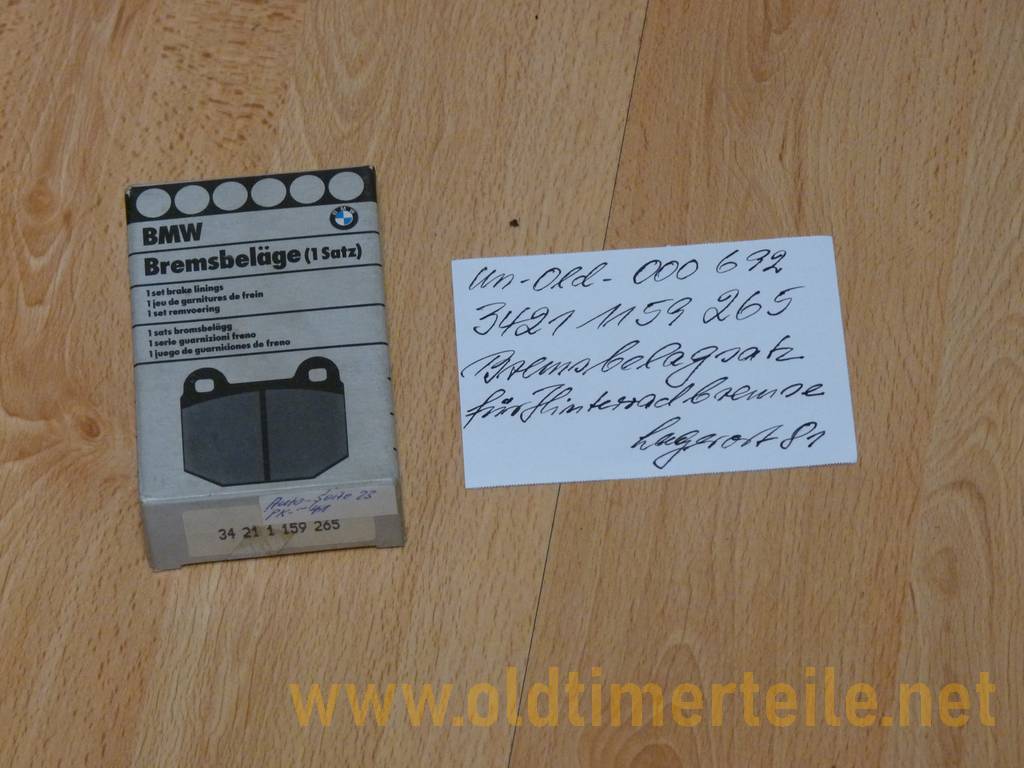 BMW
Bremsbeläge (1 Satz)
1 set brake linings
1 jeu de garnitures de frein
1 set remvoering
1 sats bromsbelägg
1 serie guarnizioni freno
1 juego de guarniciones de freno
34 21 1 159 265
Un-Old-000 692
3421 1159 265
Bremsbelagsatz
für Hinterradbremse
Lagerort 81
www.oldtimerteile.net